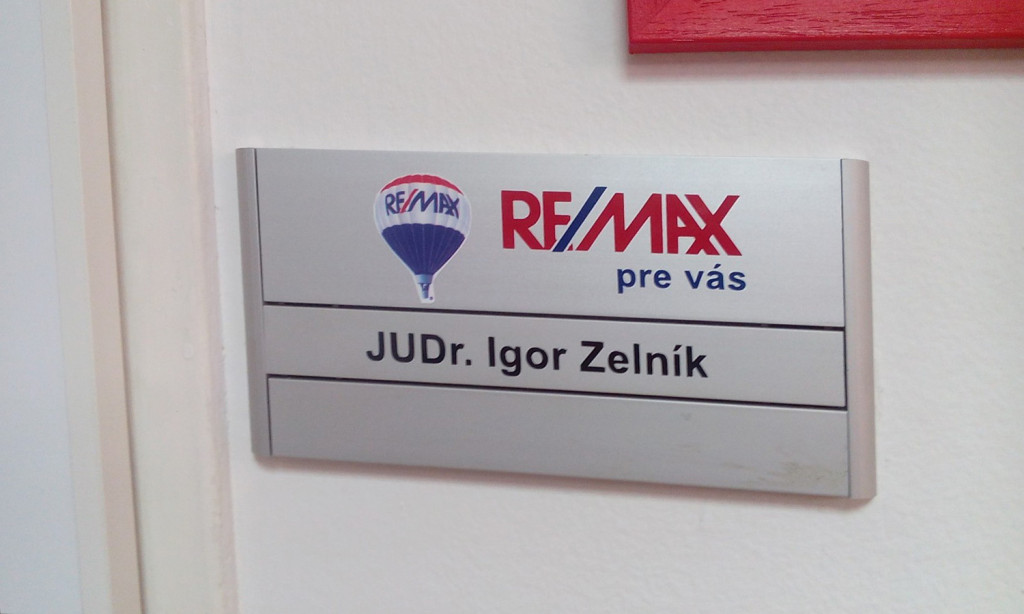 RE/MAX
RE/MAX
pre vás
JUDr. Igor Zelník